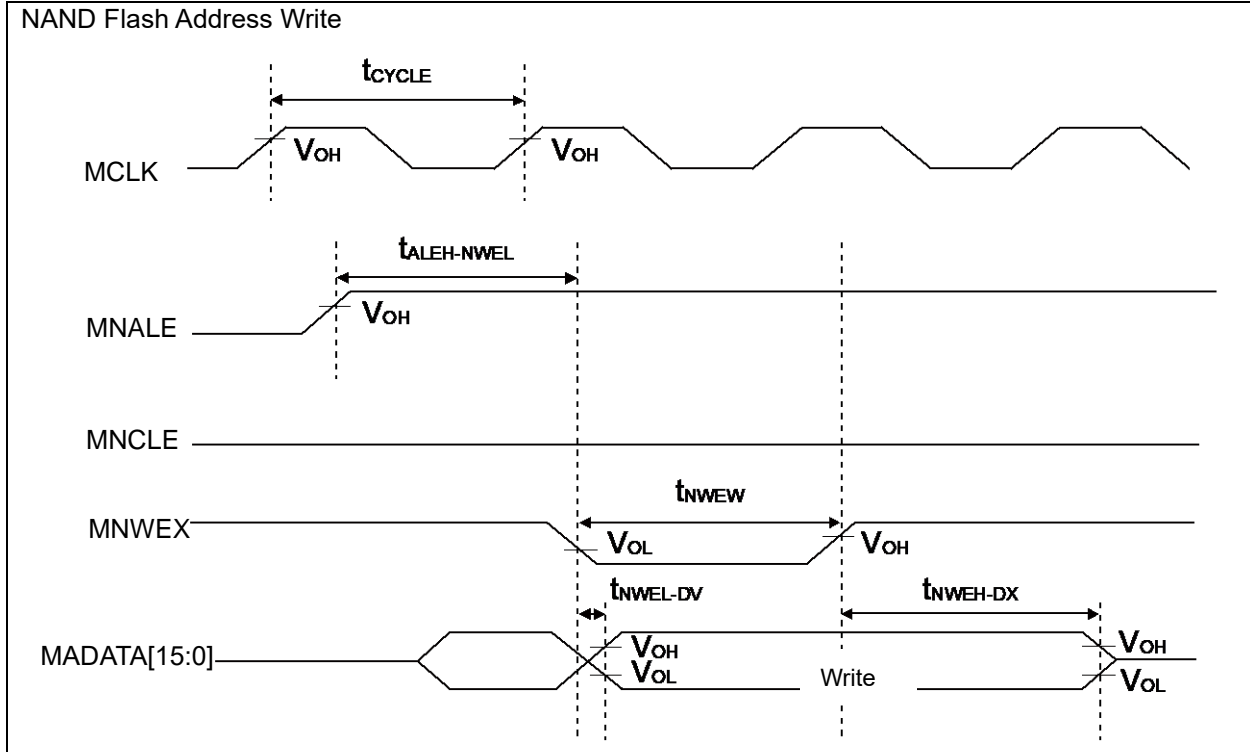 NAND Flash Address Write
tCYCLE
VOH
VOH
MCLK
tALEH-NWEL
VOH
MNALE
MNCLE
tNWEW
MNWEX
VOL
VOH
tNWEL-DV
tNWEH-DX
VOH
VOH
MADATA[15:0]
VOL
Write
VOL